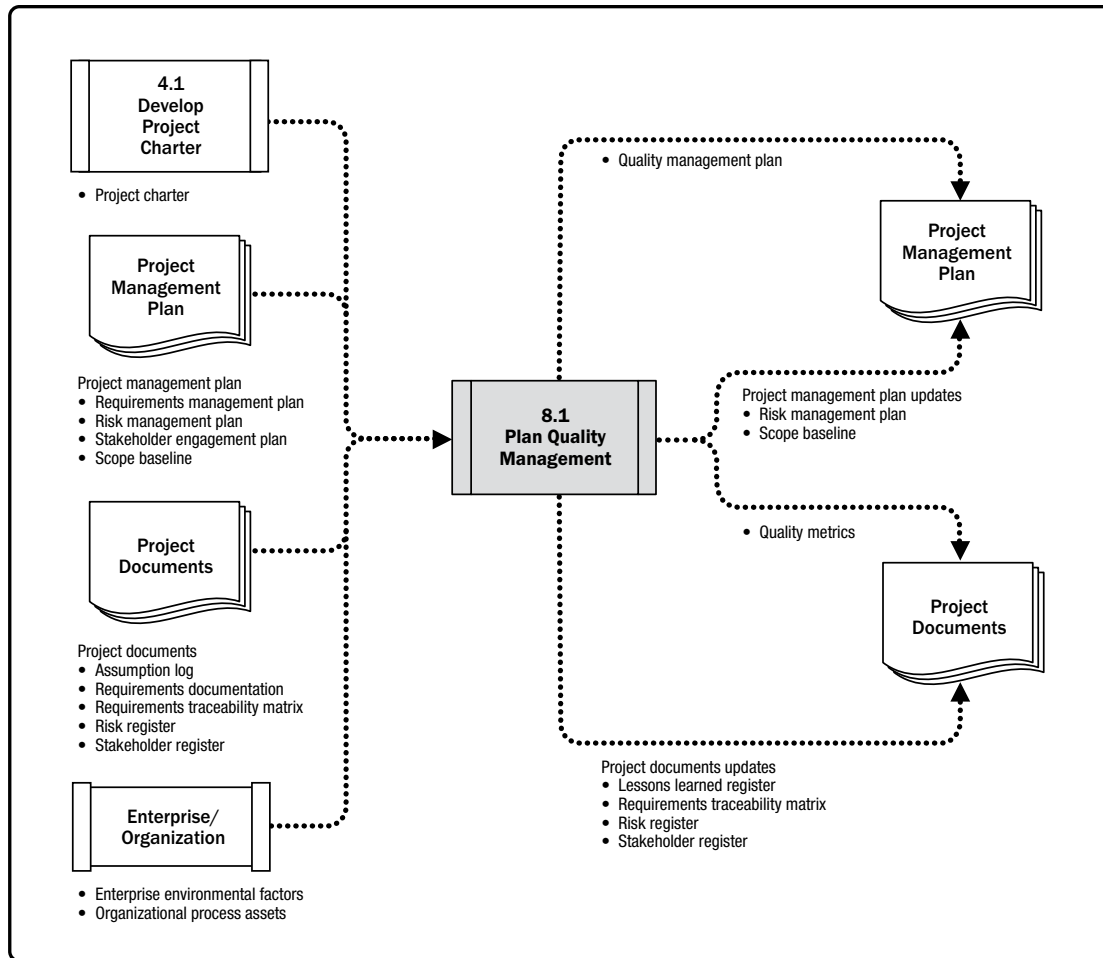 4.1
Develop
Project
Charter
• Project charter
Project
Management
Plan
Project management plan
• Requirements management plan
• Risk management plan
• Stakeholder engagement plan
• Scope baseline
Project
Documents
Project documents
• Assumption log
• Requirements documentation
• Requirements traceability matrix
• Risk register
• Stakeholder register
Enterprise/
Organization
• Enterprise environmental factors
• Organizational process assets
8.1
Plan Quality
Management
• Quality management plan
Project
Management
Plan
Project management plan updates
• Risk management plan
• Scope baseline
• Quality metrics
Project
Documents
Project documents updates
• Lessons learned register
• Requirements traceability matrix
• Risk register
• Stakeholder register